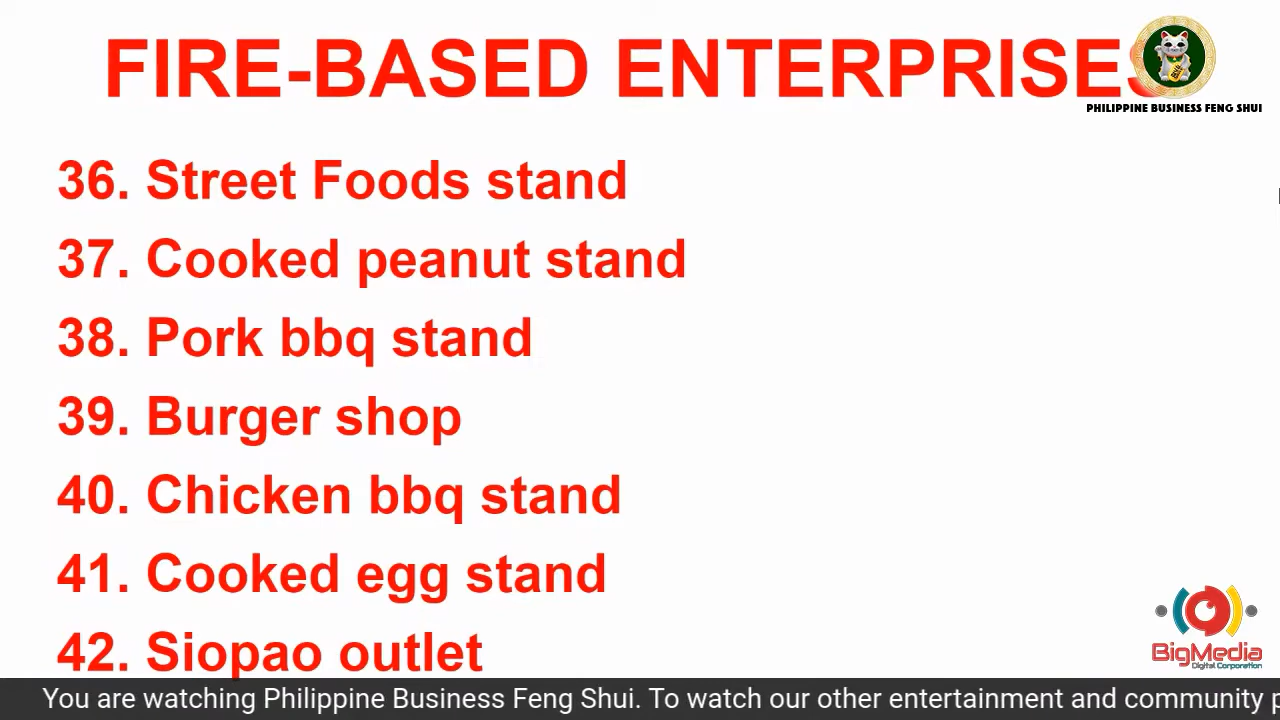 FIRE-BASED ENTERPRISES
PHILIPPINE BUSINESS FENG SHUI
36. Street Foods stand
37. Cooked peanut stand
38. Pork bbq stand
39. Burger shop
40. Chicken bbq stand
41. Cooked egg stand
42. Siopao outlet
BigMedia
Digital Corporation
You are watching Philippine Business Feng Shui. To watch our other entertainment and community p